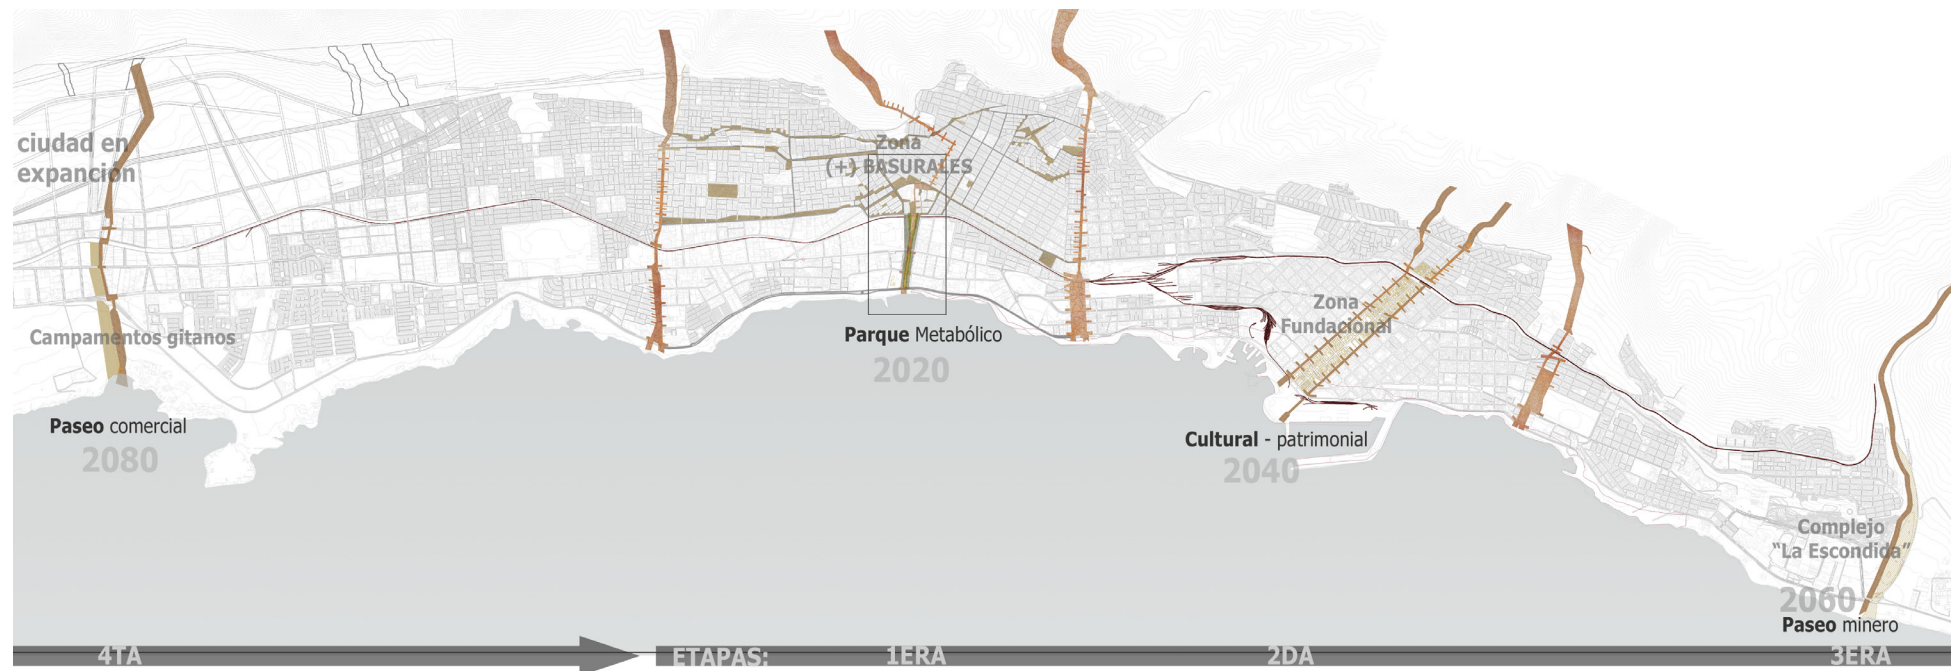 ciudad en
expanción
Zona
(+) BASURALES
Zona
Fundacional
Campamentos gitanos
Parque Metabólico
2020
Paseo comercial
2080
Cultural - patrimonial
2040
Complejo
“La Escondida”
2060
Paseo minero
4TA
ETAPAS:
1ERA
2DA
3ERA